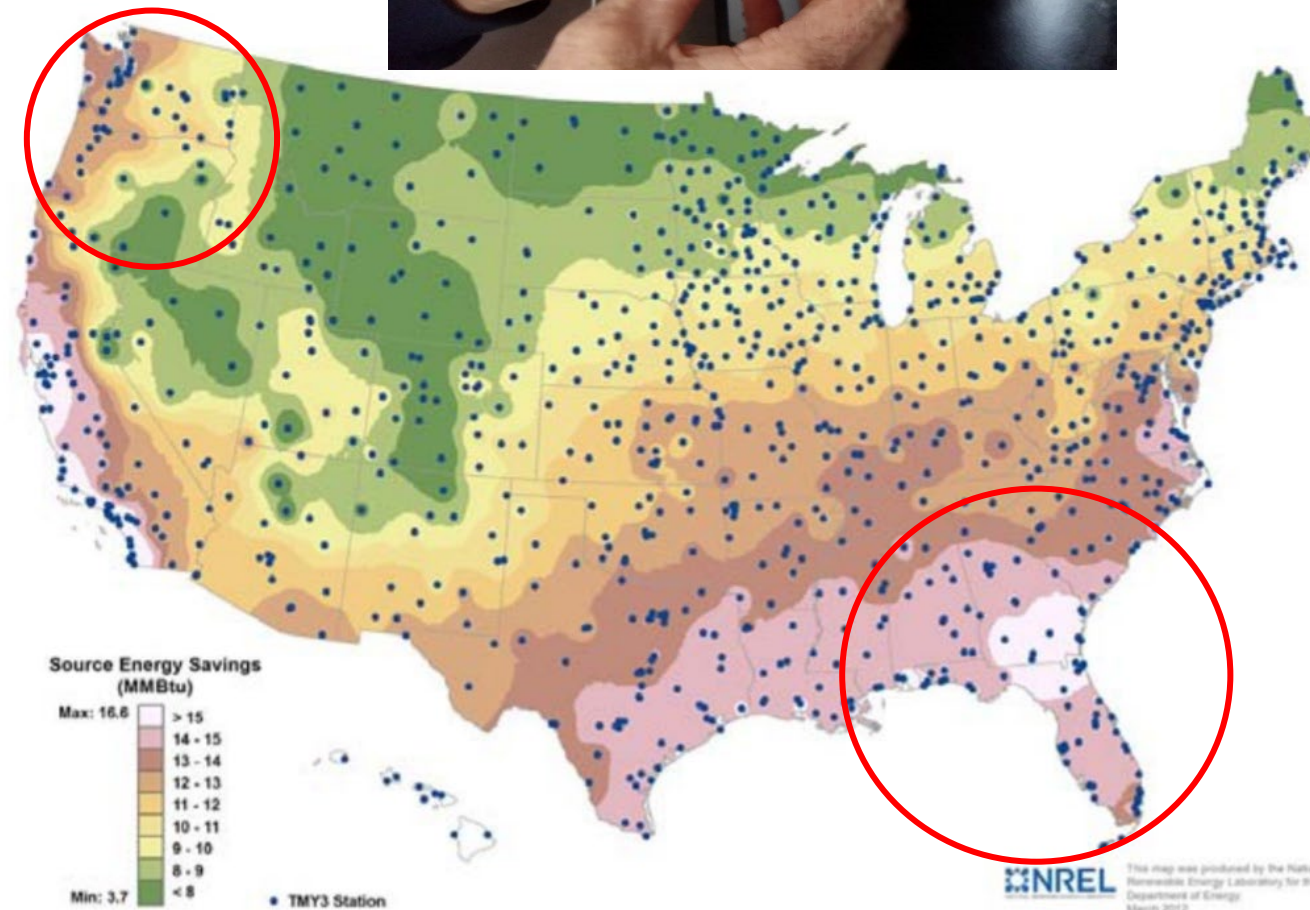 Source Energy Savings
(MMBtu)
Max: 16.6
> 15
14 - 15
13 - 14
12 - 13
11 - 12
10 - 11
9 - 10
8 - 9
< 8
Min: 3.7
TMY3 Station
NREL
This map was produced by the
Renewable Energy Laboratory for
Department of Energy
March